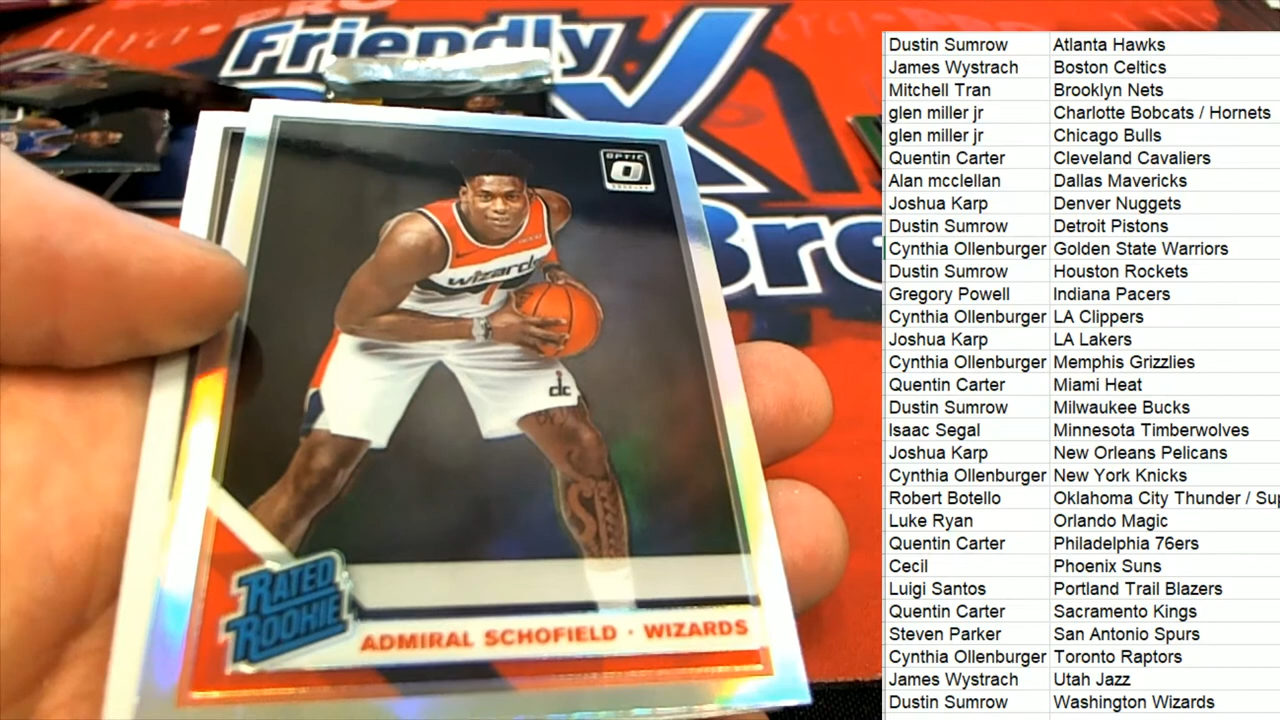 PRO
Friendly
Bro
OPTIC
wizards
1
dc
RATED
ROOKIE
ADMIRAL SCHOFIELD · WIZARDS
Dustin Sumrow Atlanta Hawks
James Wystrach Boston Celtics
Mitchell Tran Brooklyn Nets
glen miller jr Charlotte Bobcats / Hornets
glen miller jr Chicago Bulls
Quentin Carter Cleveland Cavaliers
Alan mcclellan Dallas Mavericks
Joshua Karp Denver Nuggets
Dustin Sumrow Detroit Pistons
Cynthia Ollenburger Golden State Warriors
Dustin Sumrow Houston Rockets
Gregory Powell Indiana Pacers
Cynthia Ollenburger LA Clippers
Joshua Karp LA Lakers
Cynthia Ollenburger Memphis Grizzlies
Quentin Carter Miami Heat
Dustin Sumrow Milwaukee Bucks
Isaac Segal Minnesota Timberwolves
Joshua Karp New Orleans Pelicans
Cynthia Ollenburger New York Knicks
Robert Botello Oklahoma City Thunder / Su
Luke Ryan Orlando Magic
Quentin Carter Philadelphia 76ers
Cecil Phoenix Suns
Luigi Santos Portland Trail Blazers
Quentin Carter Sacramento Kings
Steven Parker San Antonio Spurs
Cynthia Ollenburger Toronto Raptors
James Wystrach Utah Jazz
Dustin Sumrow Washington Wizards